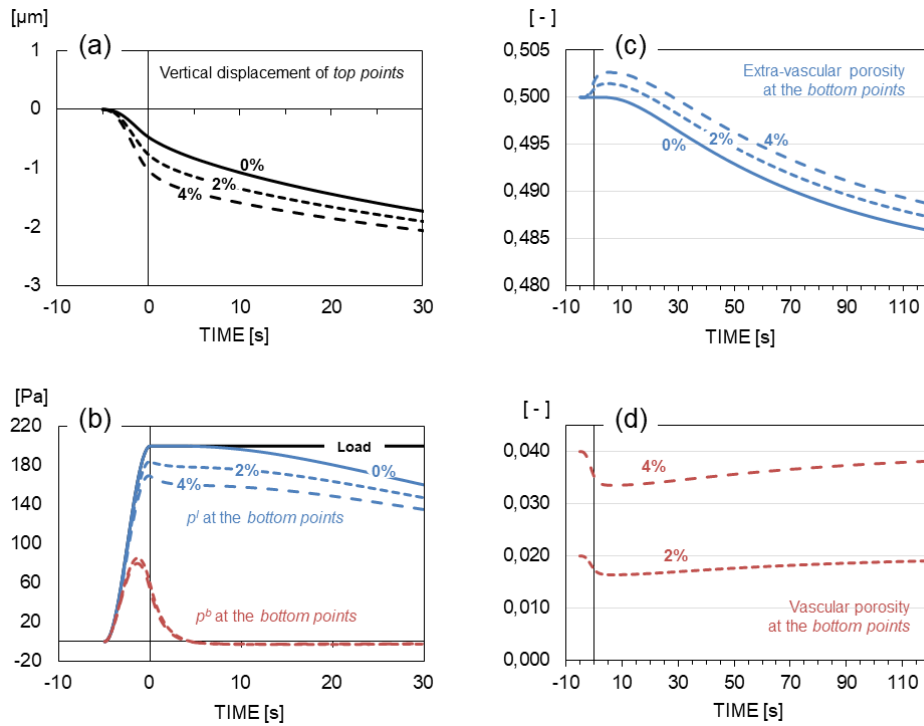 [µm]
(a)
1
Vertical displacement of top points
0
-1
0%
2%
4%
-2
-3
-10 0 10 20 30
TIME [s]
[ - ]
(c)
0,505
Extra-vascular porosity
at the bottom points
0,500
0,495
4%
2%
0%
0,490
0,485
0,480
-10 10 30 50 70 90 110
TIME [s]
[Pa]
(b)
220
Load
180
0%
2%
4%
140
pˡ at the bottom points
100
60
pᵇ at the bottom points
20
-20
-10 0 10 20 30
TIME [s]
[ - ]
(d)
0,040
4%
0,030
0,020
2%
0,010
Vascular porosity
at the bottom points
0,000
-10 10 30 50 70 90 110
TIME [s]